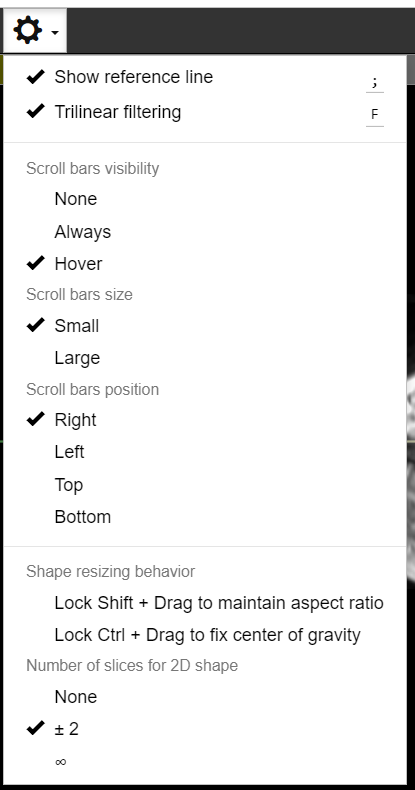 Show reference line ;
Trilinear filtering F
Scroll bars visibility
None
Always
Hover
Scroll bars size
Small
Large
Scroll bars position
Right
Left
Top
Bottom
Shape resizing behavior
Lock Shift + Drag to maintain aspect ratio
Lock Ctrl + Drag to fix center of gravity
Number of slices for 2D shape
None
± 2
∞